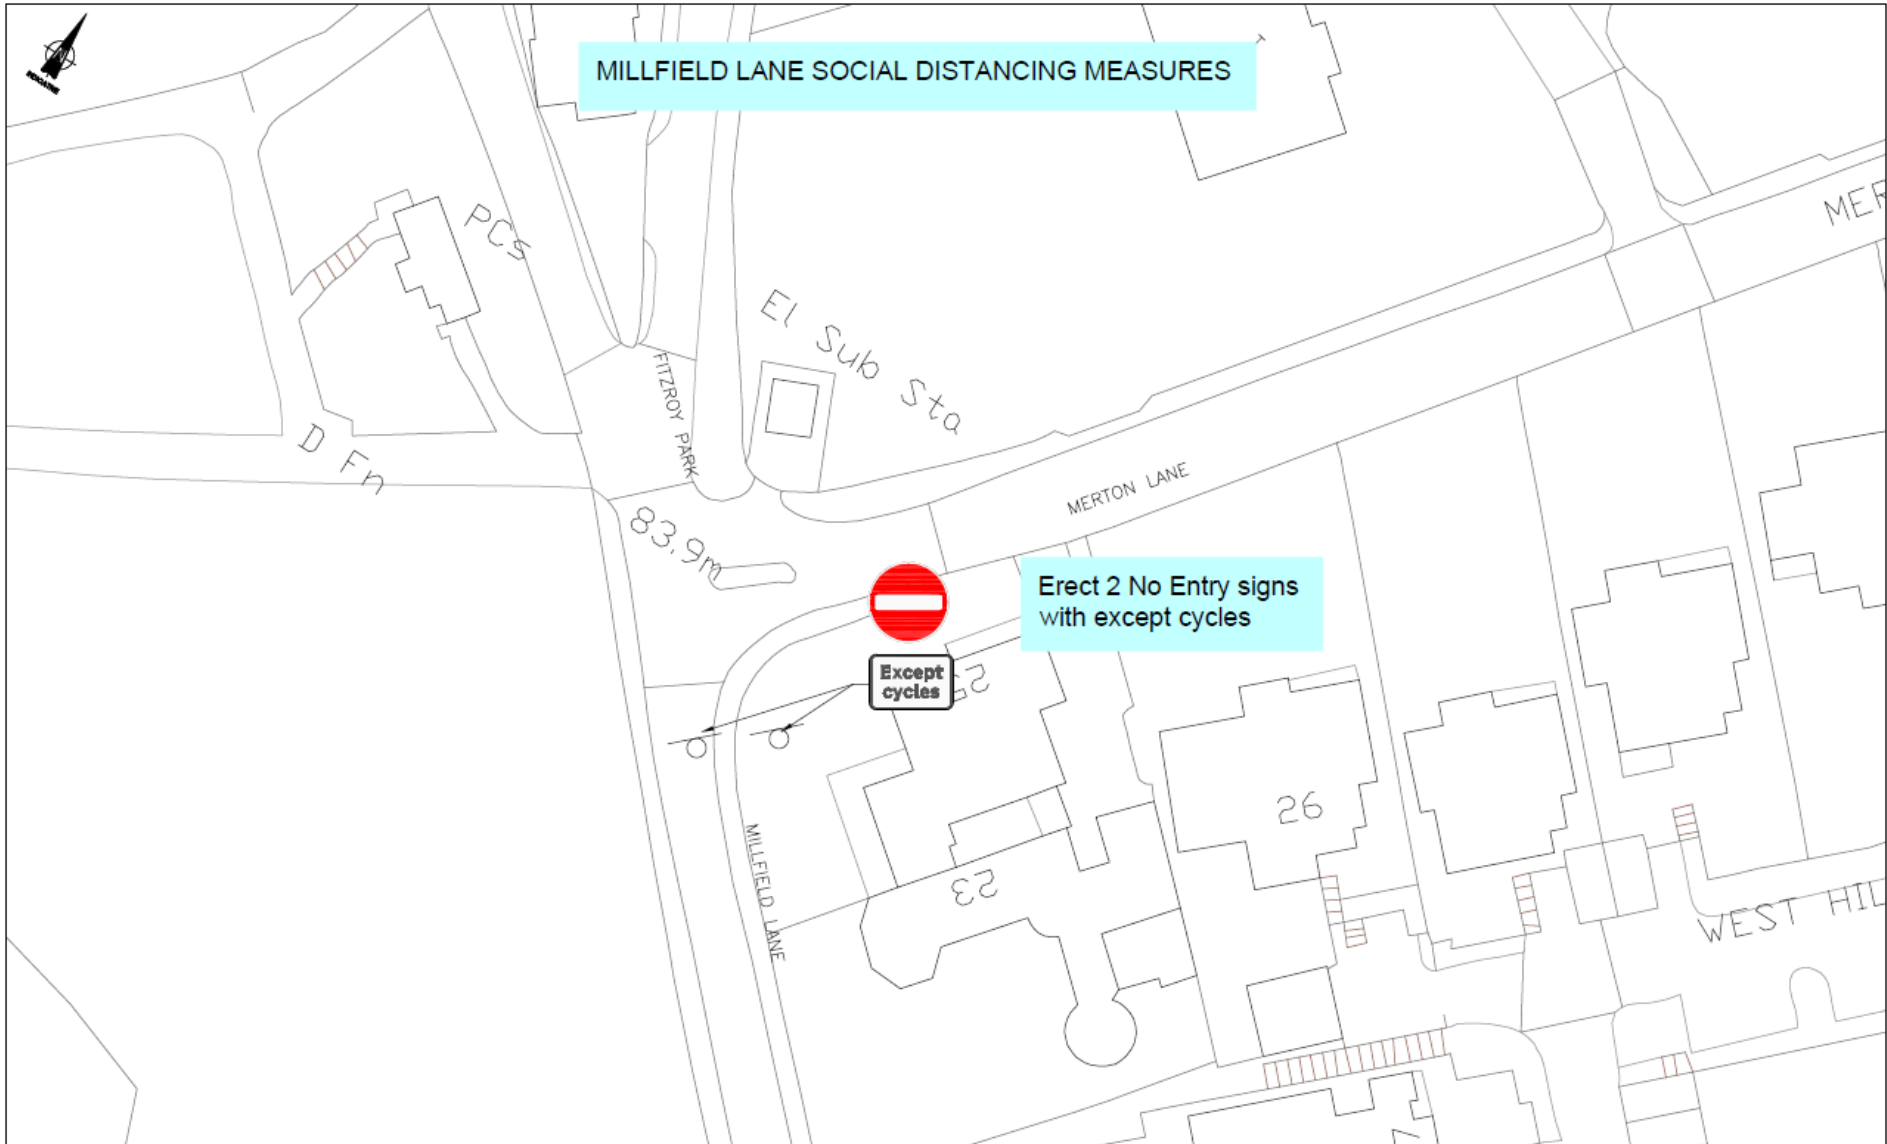 MILLFIELD LANE SOCIAL DISTANCING MEASURES
PCs
El Sub Sta
FITZROY PARK
D Fn
83.9m
MERTON LANE
Erect 2 No Entry signs
with except cycles
Except
cycles
25
26
23
MILLFIELD LANE
WEST HIL
MER
INDICATIVE